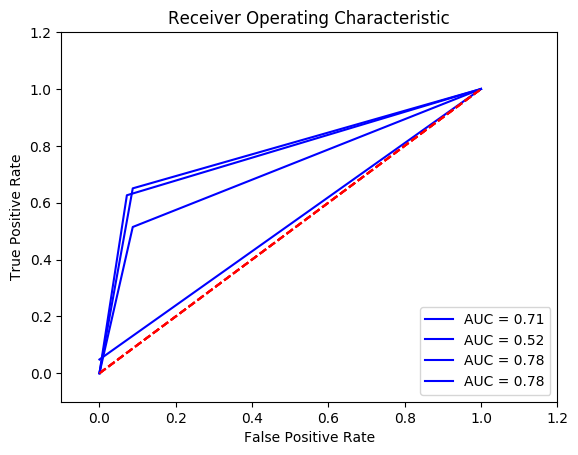 Receiver Operating Characteristic
1.2
1.0
0.8
0.6
0.4
0.2
0.0
True Positive Rate
AUC = 0.71
AUC = 0.52
AUC = 0.78
AUC = 0.78
0.0 0.2 0.4 0.6 0.8 1.0 1.2
False Positive Rate